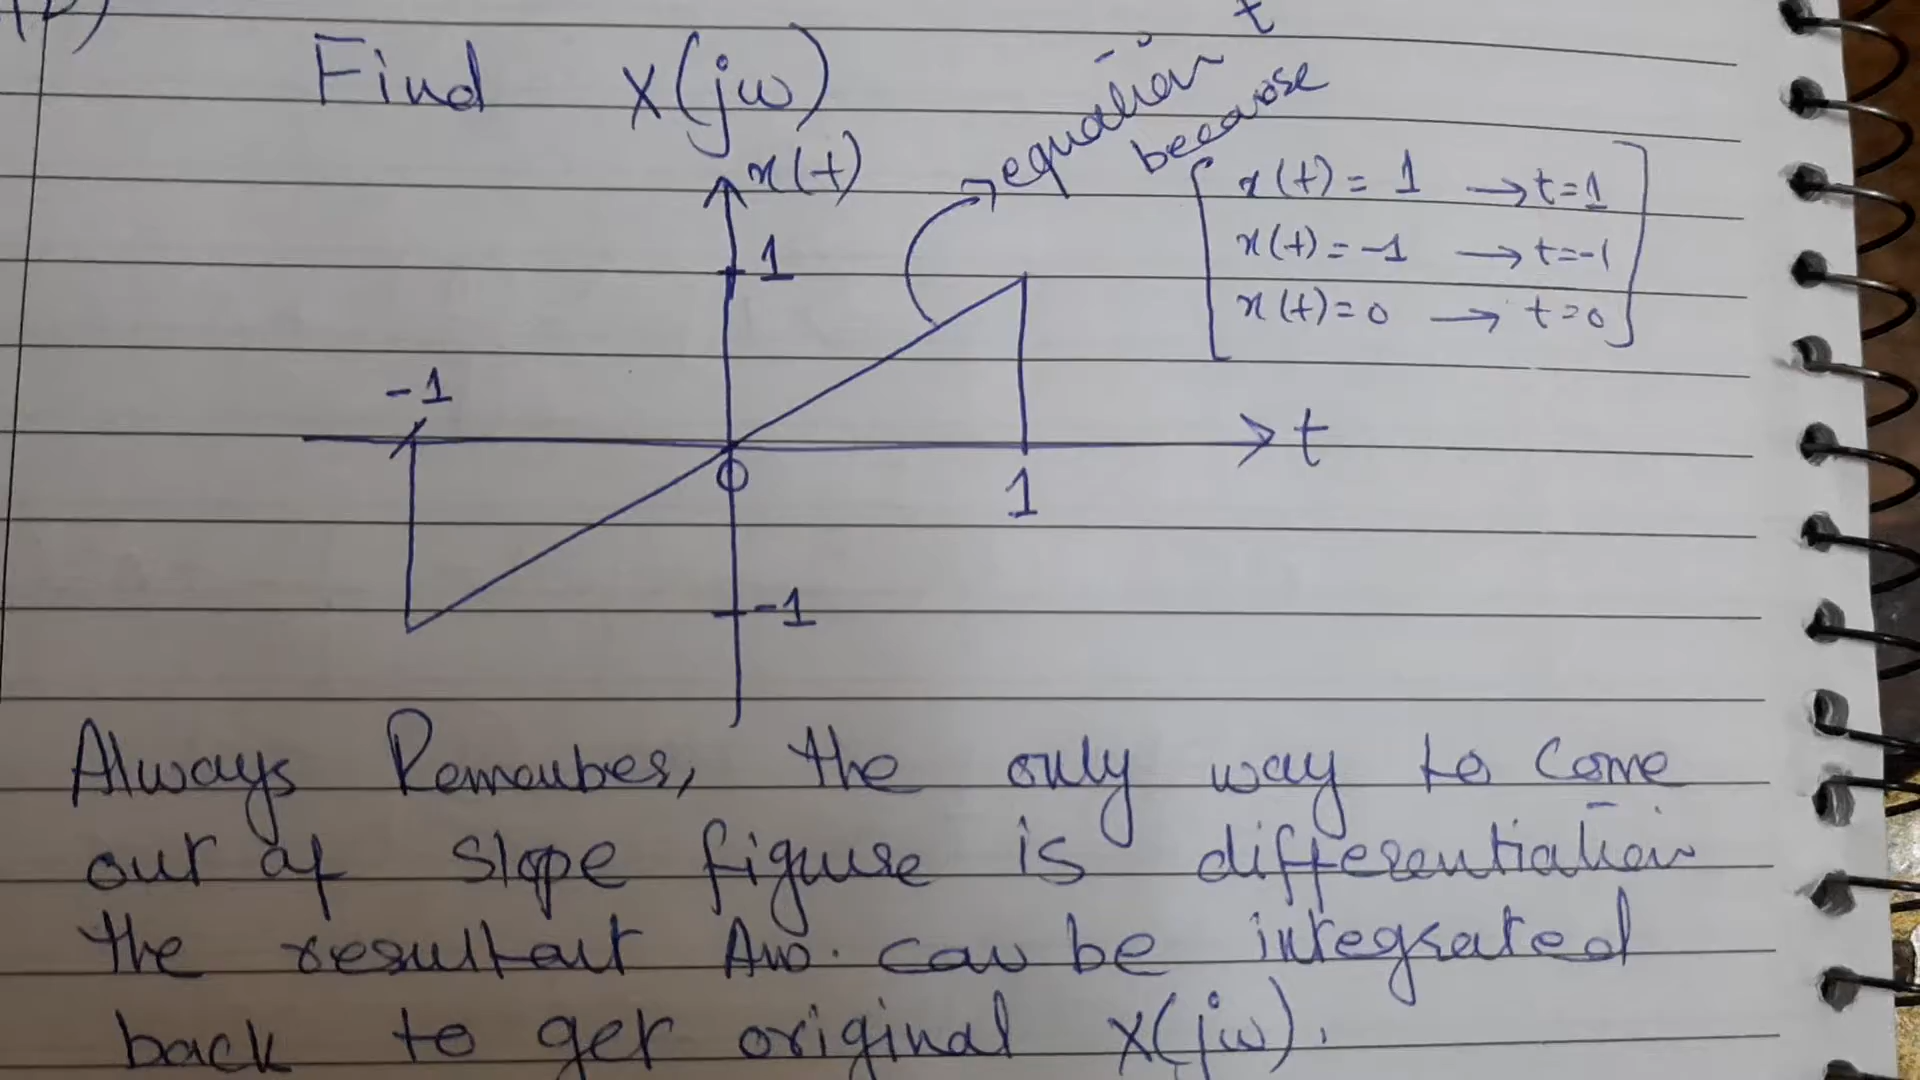 Find X(jω)
equation is t
because
x(t)
x(t) = 1 → t=1
x(t) = -1 → t=-1
x(t) = 0 → t=0
1
-1
t
0
1
-1
Always Remember, the only way to come
out of slope figure is differentiation
the resultant Ans. can be integrated
back to get original X(jω).